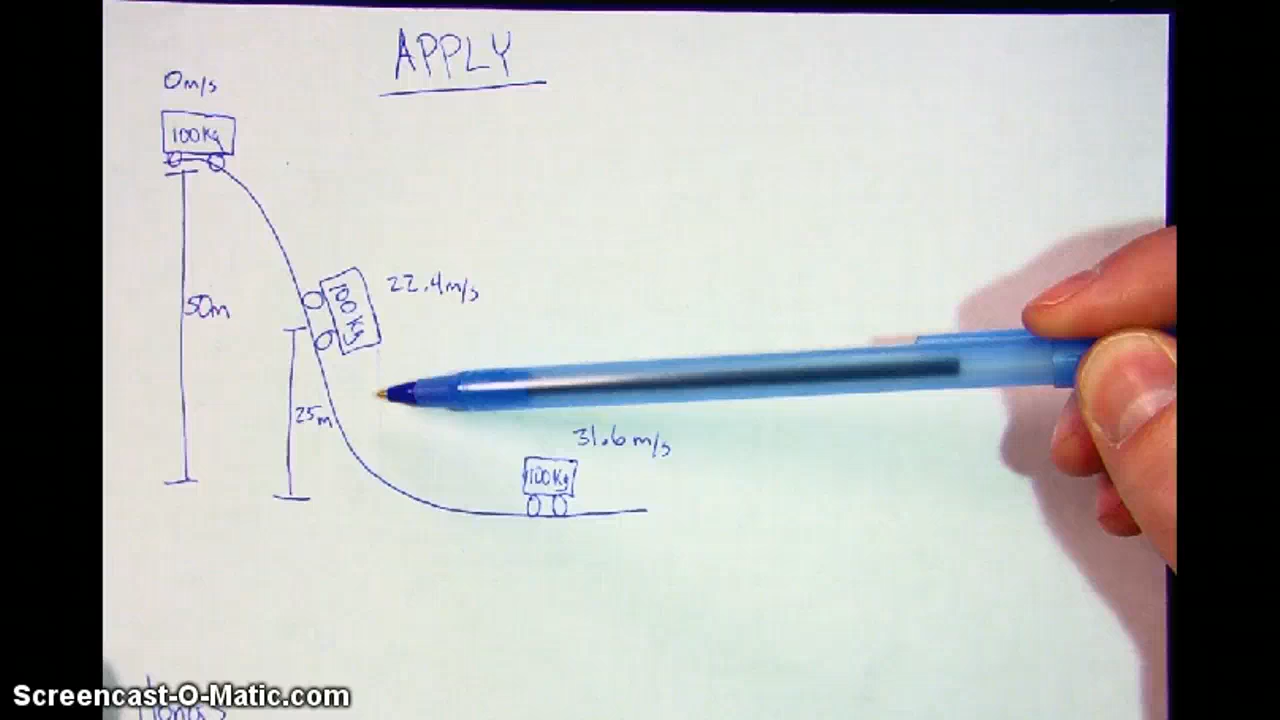 APPLY
0m/s
100Kg
22.4m/s
100Kg
50m
25m
31.6m/s
100Kg
Screencast-O-Matic.com